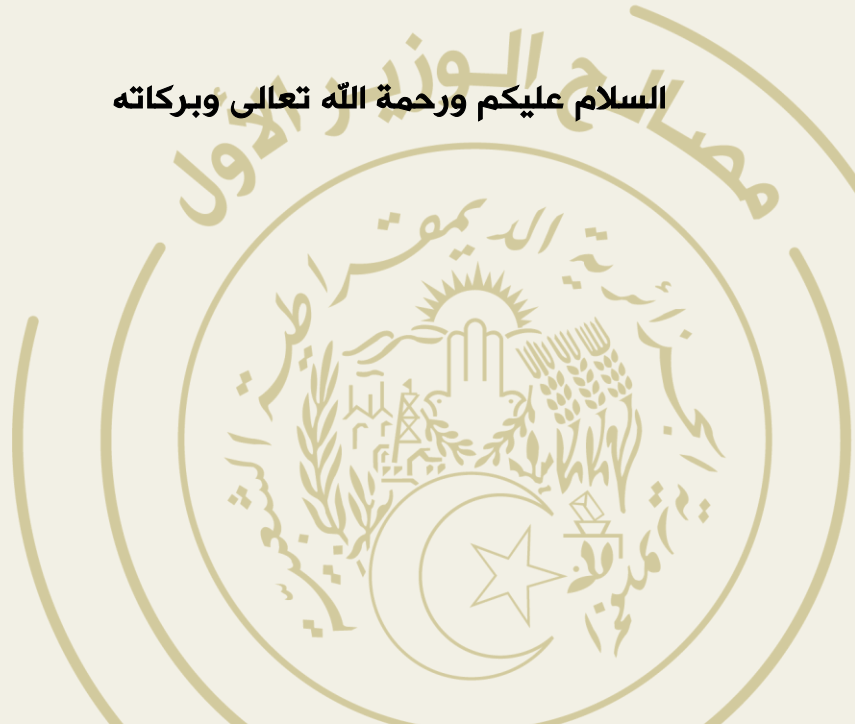 مصالح الوزير الأول
السلام عليكم ورحمة الله تعالى وبركاته
الجمهورية الجزائرية الديمقراطية الشعبية